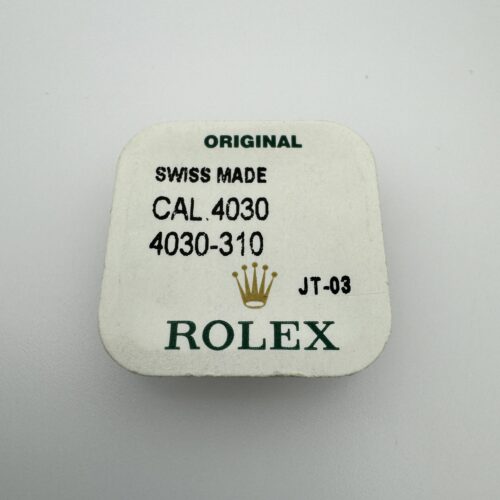 ORIGINAL
SWISS MADE
CAL.4030
4030-310
JT-03
ROLEX